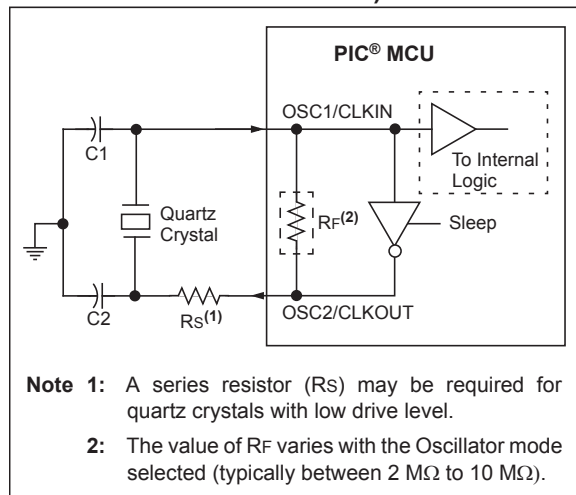 PIC® MCU
OSC1/CLKIN
C1
To Internal
Logic
Quartz
Crystal
RF(2)
Sleep
C2
RS(1)
OSC2/CLKOUT
Note 1: A series resistor (RS) may be required for
quartz crystals with low drive level.
2: The value of RF varies with the Oscillator mode
selected (typically between 2 MΩ to 10 MΩ).